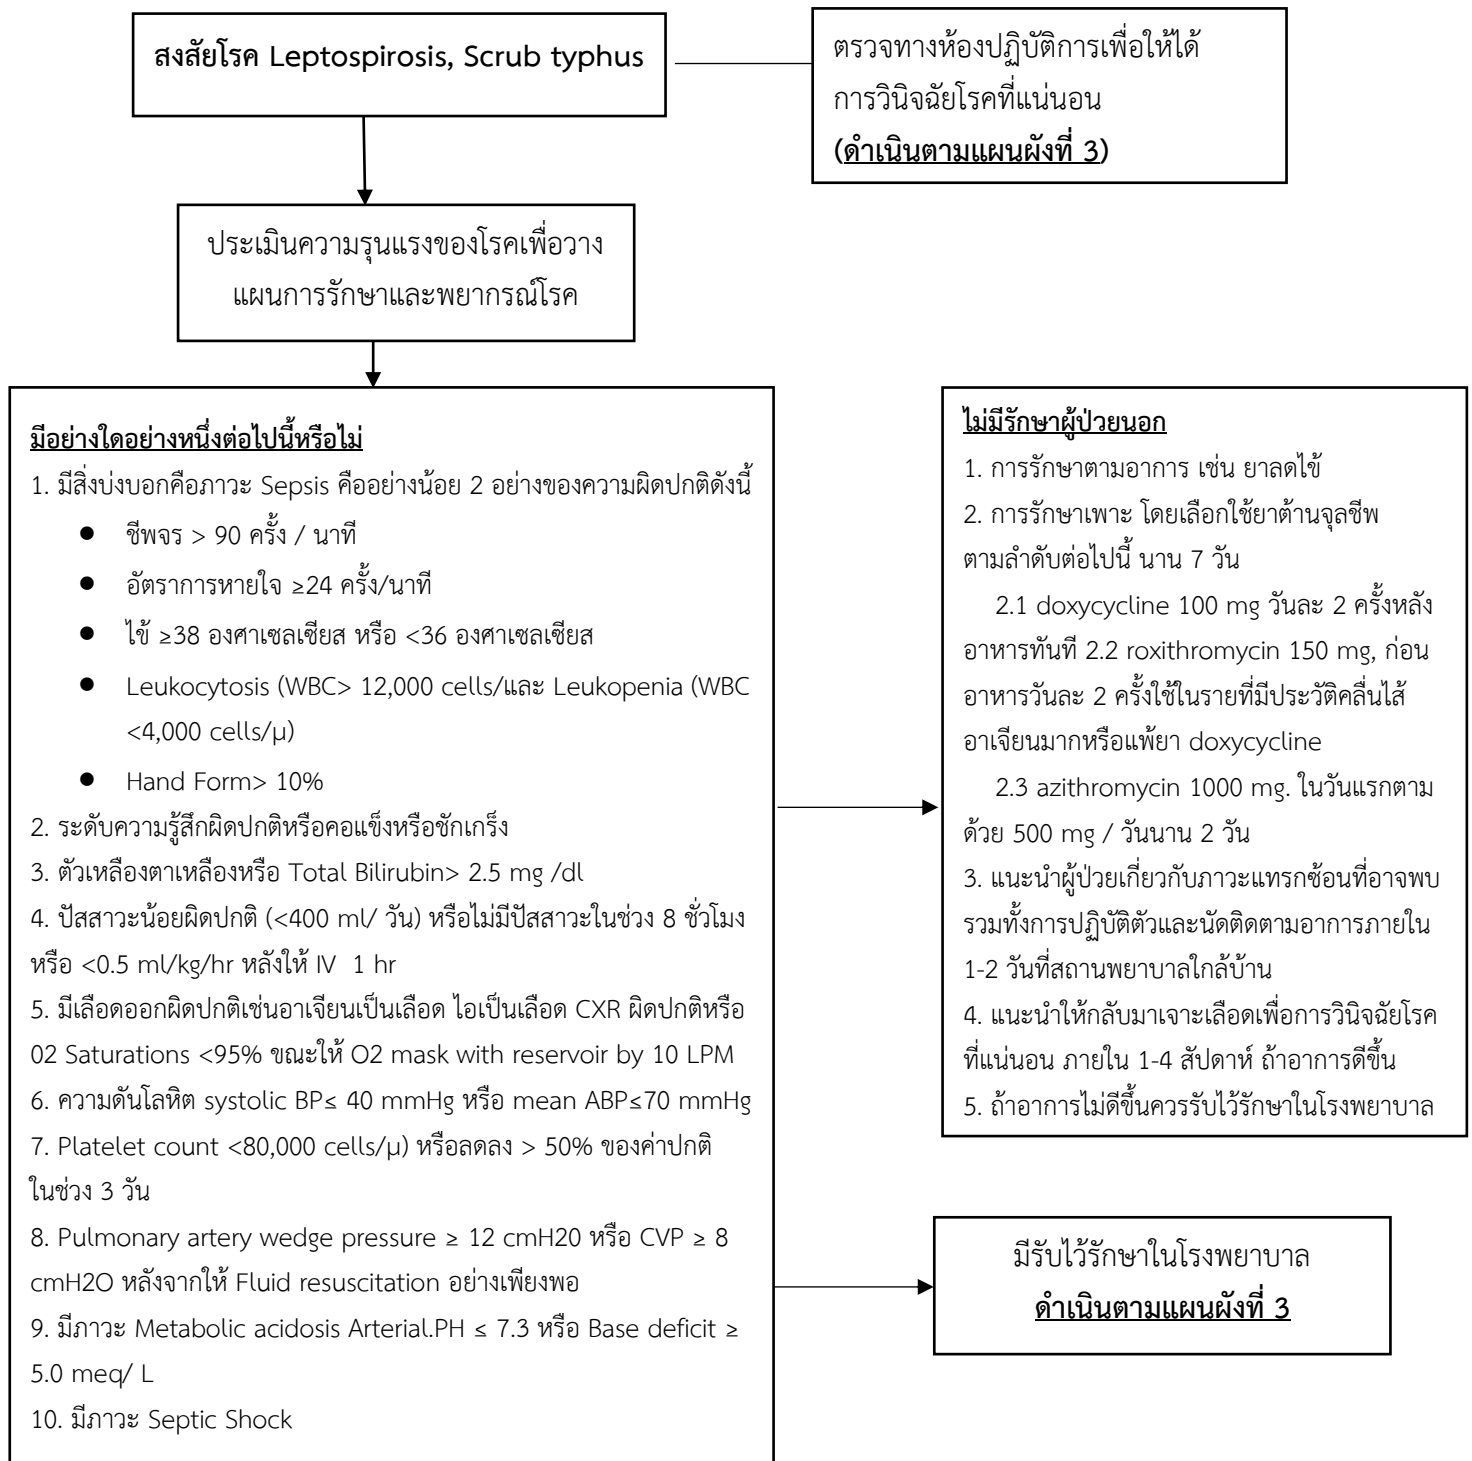 สงสัยโรค Leptospirosis, Scrub typhus
ตรวจทางห้องปฏิบัติการเพื่อให้ได้
การวินิจฉัยโรคที่แน่นอน
(ดำเนินตามแผนผังที่ 3)
ประเมินความรุนแรงของโรคเพื่อวาง
แผนการรักษาและพยากรณ์โรค
มีอย่างใดอย่างหนึ่งต่อไปนี้หรือไม่
1. มีสิ่งบ่งบอกคือภาวะ Sepsis คืออย่างน้อย 2 อย่างของความผิดปกติดังนี้
● ชีพจร > 90 ครั้ง / นาที
● อัตราการหายใจ ≥24 ครั้ง/นาที
● ไข้ ≥38 องศาเซลเซียส หรือ <36 องศาเซลเซียส
● Leukocytosis (WBC> 12,000 cells/และ Leukopenia (WBC
<4,000 cells/µ)
● Hand Form> 10%
2. ระดับความรู้สึกผิดปกติหรือคอแข็งหรือชักเกร็ง
3. ตัวเหลืองตาเหลืองหรือ Total Bilirubin> 2.5 mg /dl
4. ปัสสาวะน้อยผิดปกติ (<400 ml/ วัน) หรือไม่มีปัสสาวะในช่วง 8 ชั่วโมง
หรือ <0.5 ml/kg/hr หลังให้ IV 1 hr
5. มีเลือดออกผิดปกติเช่นอาเจียนเป็นเลือด ไอเป็นเลือด CXR ผิดปกติหรือ
02 Saturations <95% ขณะให้ O2 mask with reservoir by 10 LPM
6. ความดันโลหิต systolic BP≤ 40 mmHg หรือ mean ABP≤70 mmHg
7. Platelet count <80,000 cells/µ) หรือลดลง > 50% ของค่าปกติ
ในช่วง 3 วัน
8. Pulmonary artery wedge pressure ≥ 12 cmH20 หรือ CVP ≥ 8
cmH2O หลังจากให้ Fluid resuscitation อย่างเพียงพอ
9. มีภาวะ Metabolic acidosis Arterial.PH ≤ 7.3 หรือ Base deficit ≥
5.0 meq/ L
10. มีภาวะ Septic Shock
ไม่มีรักษาผู้ป่วยนอก
1. การรักษาตามอาการ เช่น ยาลดไข้
2. การรักษาเพาะ โดยเลือกใช้ยาต้านจุลชีพ
ตามลำดับต่อไปนี้ นาน 7 วัน
2.1 doxycycline 100 mg วันละ 2 ครั้งหลัง
อาหารทันที 2.2 roxithromycin 150 mg, ก่อน
อาหารวันละ 2 ครั้งใช้ในรายที่มีประวัติคลื่นไส้
อาเจียนมากหรือแพ้ยา doxycycline
2.3 azithromycin 1000 mg. ในวันแรกตาม
ด้วย 500 mg / วันนาน 2 วัน
3. แนะนำผู้ป่วยเกี่ยวกับภาวะแทรกซ้อนที่อาจพบ
รวมทั้งการปฏิบัติตัวและนัดติดตามอาการภายใน
1-2 วันที่สถานพยาบาลใกล้บ้าน
4. แนะนำให้กลับมาเจาะเลือดเพื่อการวินิจฉัยโรค
ที่แน่นอน ภายใน 1-4 สัปดาห์ ถ้าอาการดีขึ้น
5. ถ้าอาการไม่ดีขึ้นควรรับไว้รักษาในโรงพยาบาล
มีรับไว้รักษาในโรงพยาบาล
ดำเนินตามแผนผังที่ 3